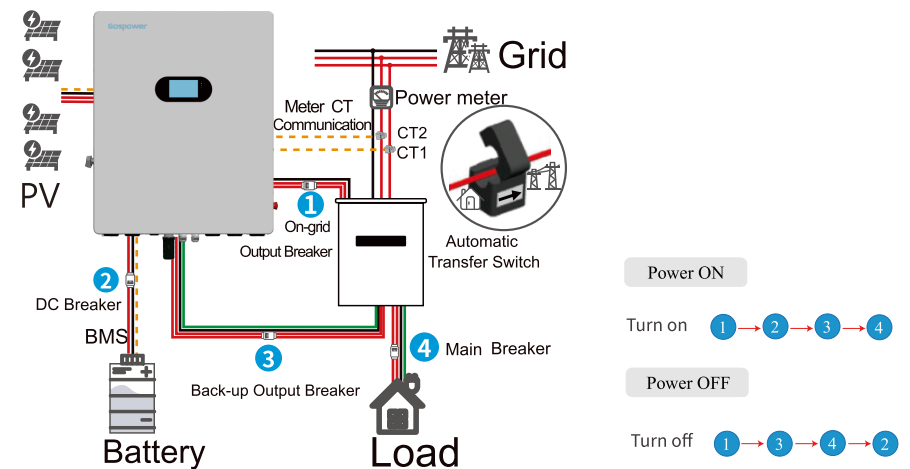 Sospower
Grid
Power meter
Meter CT
Communication
CT2
CT1
PV
1
On-grid
Output Breaker
Automatic
Transfer Switch
2
DC Breaker
BMS
3
4
Main Breaker
Back-up Output Breaker
Battery
Load
Power ON
Turn on 1 2 3 4
Power OFF
Turn off 1 3 4 2